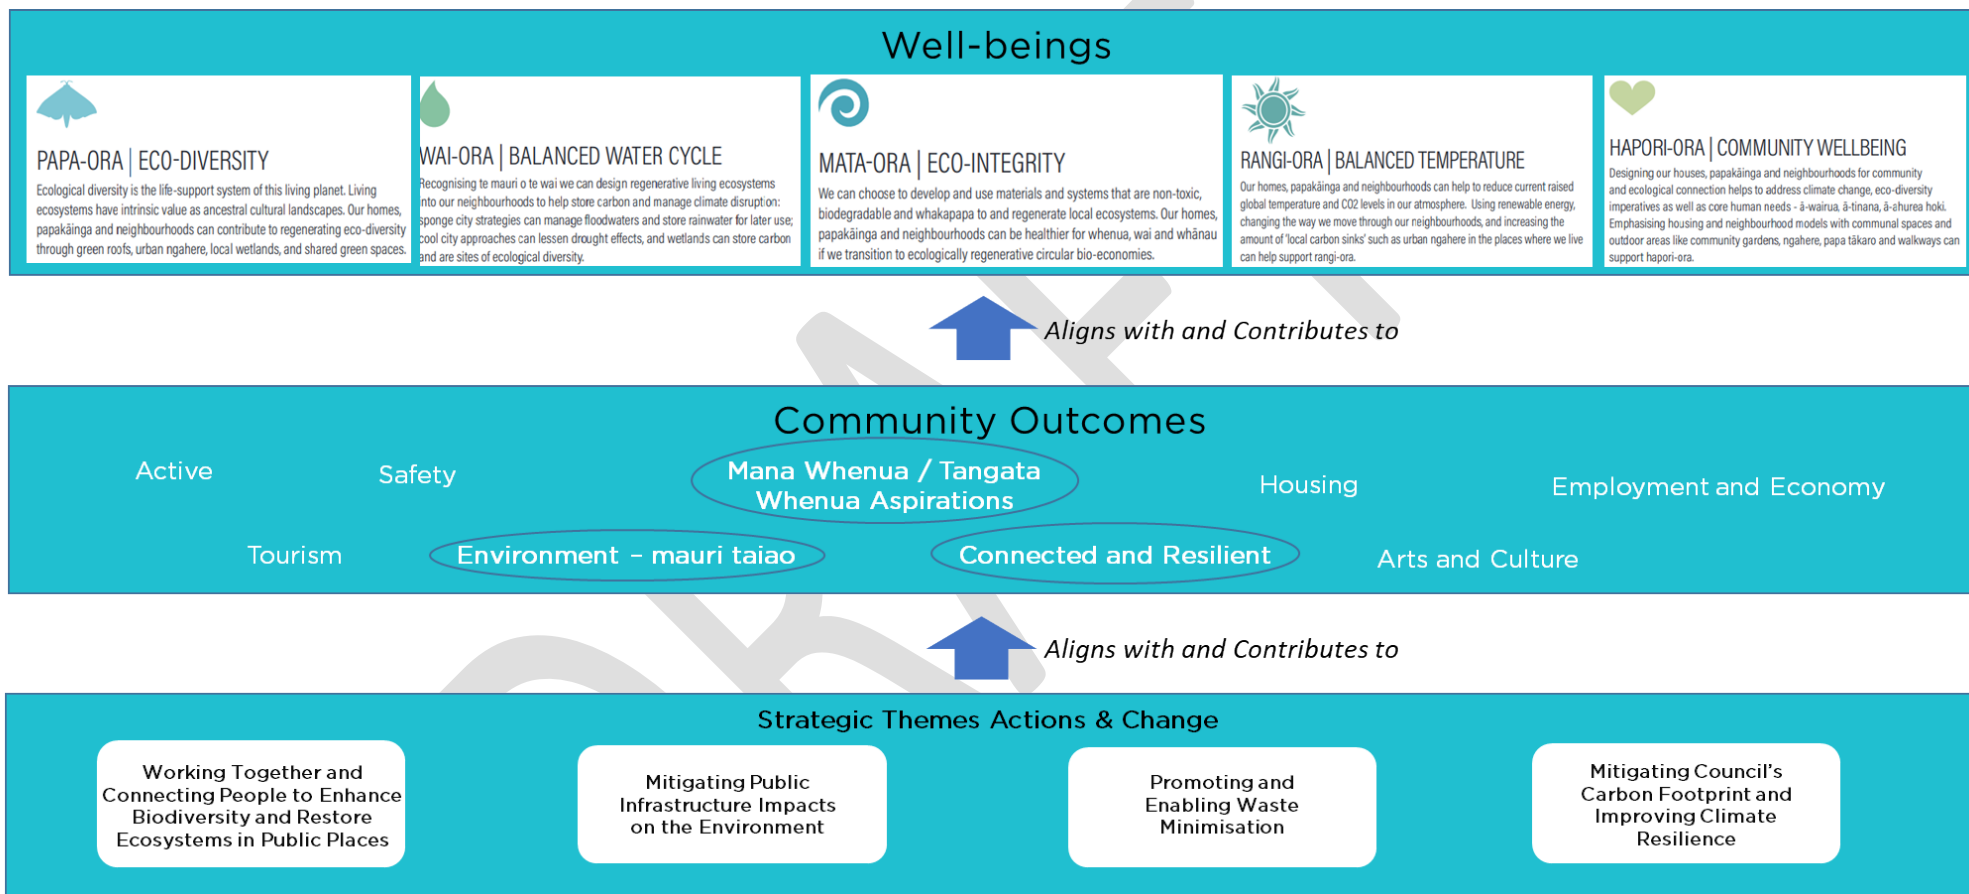 Well-beings
PAPA-ORA | ECO-DIVERSITY
Ecological diversity is the life-support system of this living planet. Living
ecosystems have intrinsic value as ancestral cultural landscapes. Our homes,
papakāinga and neighbourhoods can contribute to regenerating eco-diversity
through green roofs, urban ngahere, local wetlands, and shared green spaces.
WAI-ORA | BALANCED WATER CYCLE
Recognising te mauri o te wai we can design regenerative living ecosystems
into our neighbourhoods to help store carbon and manage climate disruption:
sponge city strategies can manage floodwaters and store rainwater for later use;
cool city approaches can lessen drought effects, and wetlands can store carbon
and are sites of ecological diversity.
MATA-ORA | ECO-INTEGRITY
We can choose to develop and use materials and systems that are non-toxic,
biodegradable and whakapapa to and regenerate local ecosystems. Our homes,
papakāinga and neighbourhoods can be healthier for whenua, wai and whānau
if we transition to ecologically regenerative circular bio-economies.
RANGI-ORA | BALANCED TEMPERATURE
Our homes, papakāinga and neighbourhoods can help to reduce current raised
global temperature and CO2 levels in our atmosphere. Using renewable energy,
changing the way we move through our neighbourhoods, and increasing the
amount of 'local carbon sinks' such as urban ngahere in the places where we live
can help support rangi-ora.
HAPORI-ORA | COMMUNITY WELLBEING
Designing our houses, papakāinga and neighbourhoods for community
and ecological connection helps to address climate change, eco-diversity
imperatives as well as core human needs - ā-wairua, ā-tinana, ā-ahurea hoki.
Emphasising housing and neighbourhood models with communal spaces and
outdoor areas like community gardens, ngahere, papa tākaro and walkways can
support hapori-ora.
Aligns with and Contributes to
Community Outcomes
Active
Safety
Mana Whenua / Tangata
Whenua Aspirations
Housing
Employment and Economy
Tourism
Environment – mauri taiao
Connected and Resilient
Arts and Culture
Aligns with and Contributes to
Strategic Themes Actions & Change
Working Together and
Connecting People to Enhance
Biodiversity and Restore
Ecosystems in Public Places
Mitigating Public
Infrastructure Impacts
on the Environment
Promoting and
Enabling Waste
Minimisation
Mitigating Council's
Carbon Footprint and
Improving Climate
Resilience